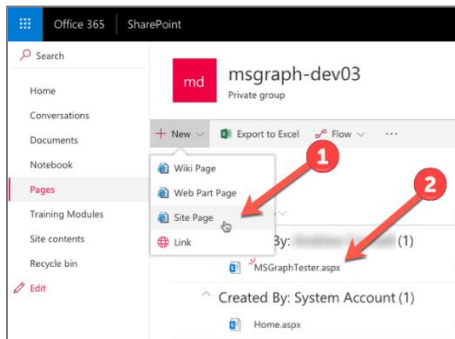 Office 365
SharePoint
Search
md
msgraph-dev03
Private group
Home
Conversations
Documents
Notebook
Pages
Training Modules
Site contents
Recycle bin
Edit
New
Export to Excel
Flow
...
1
Wiki Page
Web Part Page
Site Page
Link
2
By: (1)
MSGraphTester.aspx
Created By: System Account (1)
Home.aspx